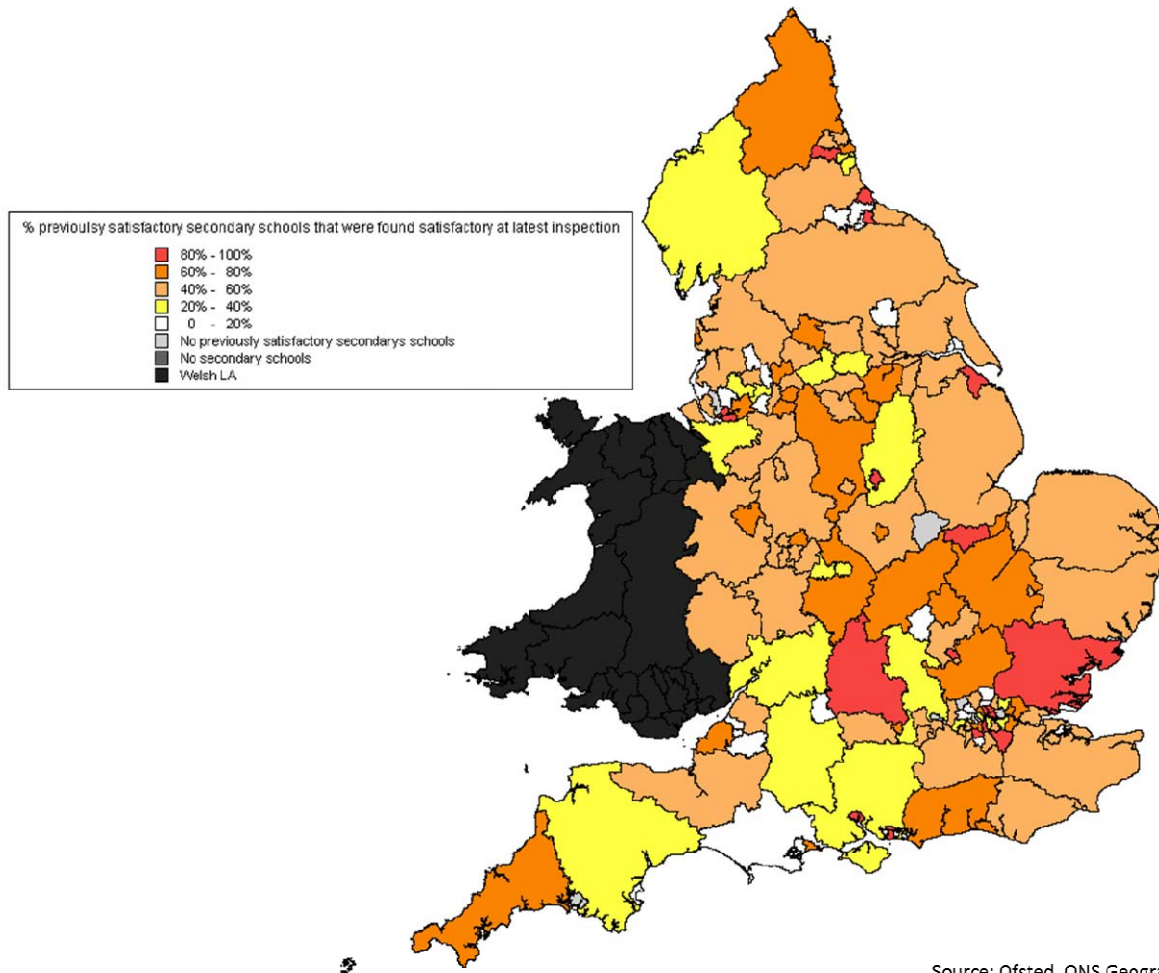 % previoulsy satisfactory secondary schools that were found satisfactory at latest inspection
80% - 100%
60% - 80%
40% - 60%
20% - 40%
0 - 20%
No previously satisfactory secondarys schools
No secondary schools
Welsh LA
Source: Ofsted, ONS Geogra